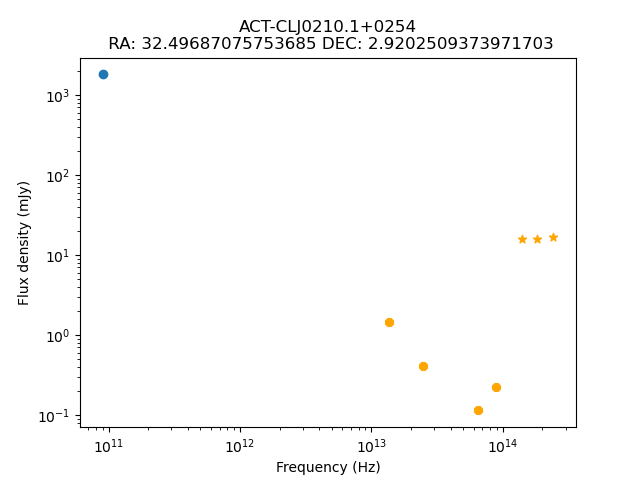 ACT-CLJ0210.1+0254
RA: 32.49687075753685 DEC: 2.9202509373971703
Flux density (mJy)
10³
10²
10¹
10⁰
10⁻¹
10¹¹
10¹²
10¹³
10¹⁴
Frequency (Hz)